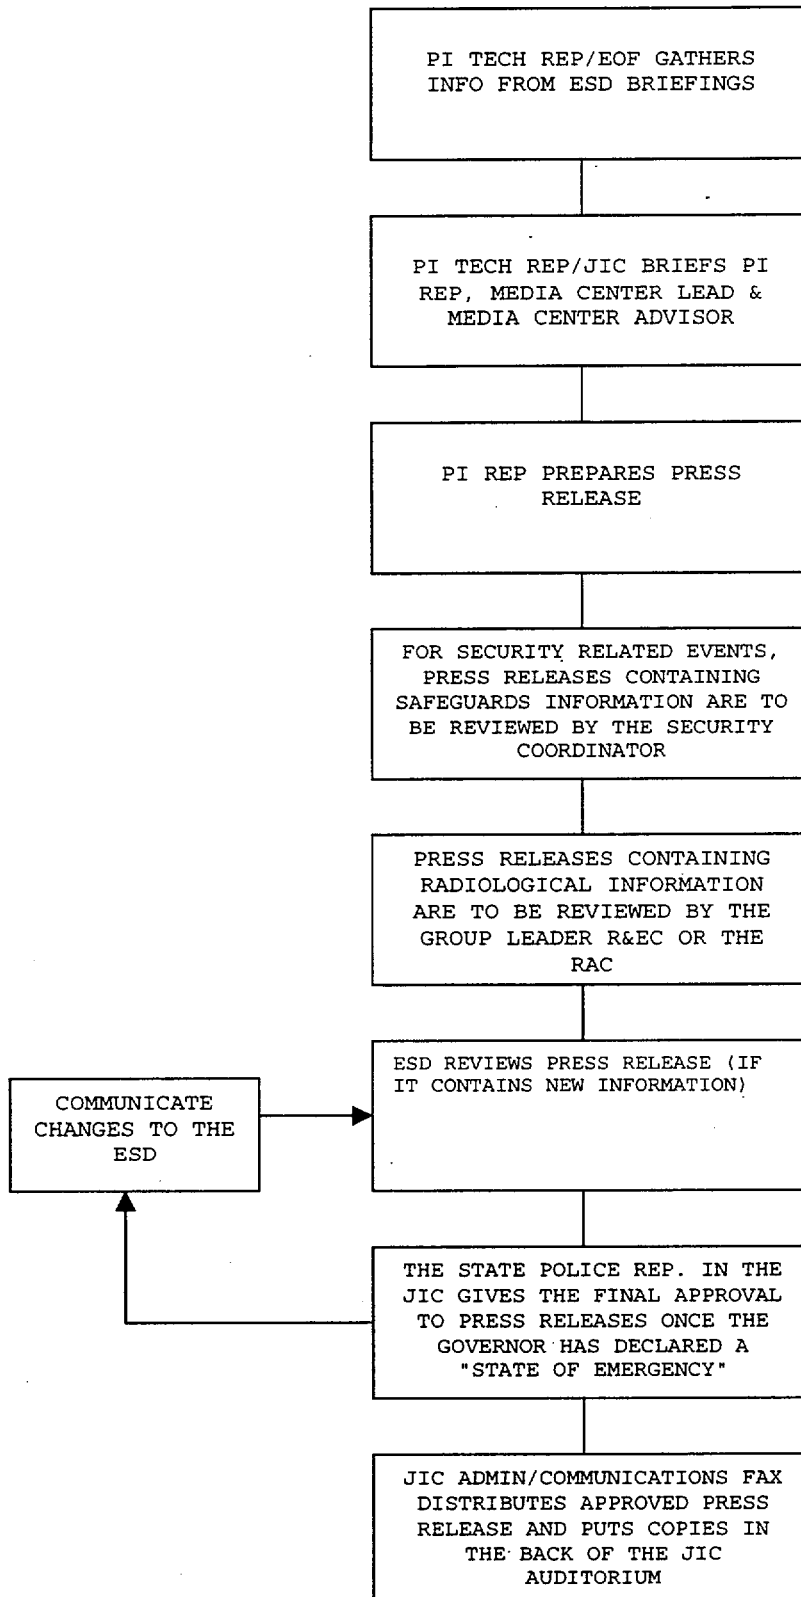 PI TECH REP/EOF GATHERS
INFO FROM ESD BRIEFINGS
PI TECH REP/JIC BRIEFS PI
REP, MEDIA CENTER LEAD &
MEDIA CENTER ADVISOR
PI REP PREPARES PRESS
RELEASE
FOR SECURITY RELATED EVENTS,
PRESS RELEASES CONTAINING
SAFEGUARDS INFORMATION ARE TO
BE REVIEWED BY THE SECURITY
COORDINATOR
PRESS RELEASES CONTAINING
RADIOLOGICAL INFORMATION
ARE TO BE REVIEWED BY THE
GROUP LEADER R&EC OR THE
RAC
ESD REVIEWS PRESS RELEASE (IF
IT CONTAINS NEW INFORMATION)
COMMUNICATE
CHANGES TO THE
ESD
THE STATE POLICE REP. IN THE
JIC GIVES THE FINAL APPROVAL
TO PRESS RELEASES ONCE THE
GOVERNOR HAS DECLARED A
"STATE OF EMERGENCY"
JIC ADMIN/COMMUNICATIONS FAX
DISTRIBUTES APPROVED PRESS
RELEASE AND PUTS COPIES IN
THE BACK OF THE JIC
AUDITORIUM